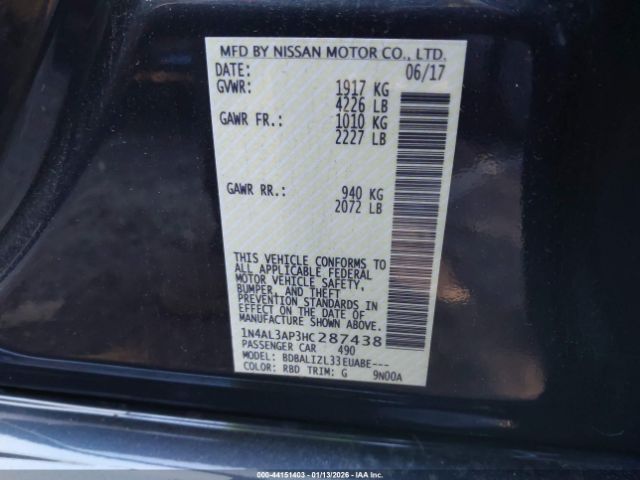 MFD BY NISSAN MOTOR CO., LTD.
DATE: 06/17
GVWR: 1917 KG
4226 LB
GAWR FR.: 1010 KG
2227 LB
GAWR RR.: 940 KG
2072 LB
THIS VEHICLE CONFORMS TO
ALL APPLICABLE FEDERAL
MOTOR VEHICLE SAFETY,
BUMPER, AND THEFT
PREVENTION STANDARDS IN
EFFECT ON THE DATE OF
MANUFACTURE SHOWN ABOVE.
1N4AL3AP3HC287438
PASSENGER CAR 490
MODEL: BDBALIZL33EUABE---
COLOR: RBD TRIM: G 9N00A
000-44151403 | 01/13/2026 | IAA Inc.